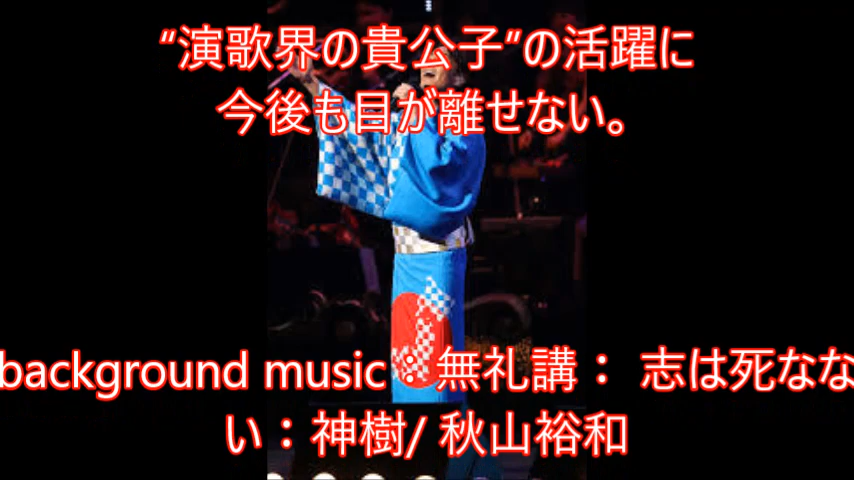 “演歌界の貴公子”の活躍に
今後も目が離せない。
background music：無礼講： 志は死なな
い：神樹/ 秋山裕和